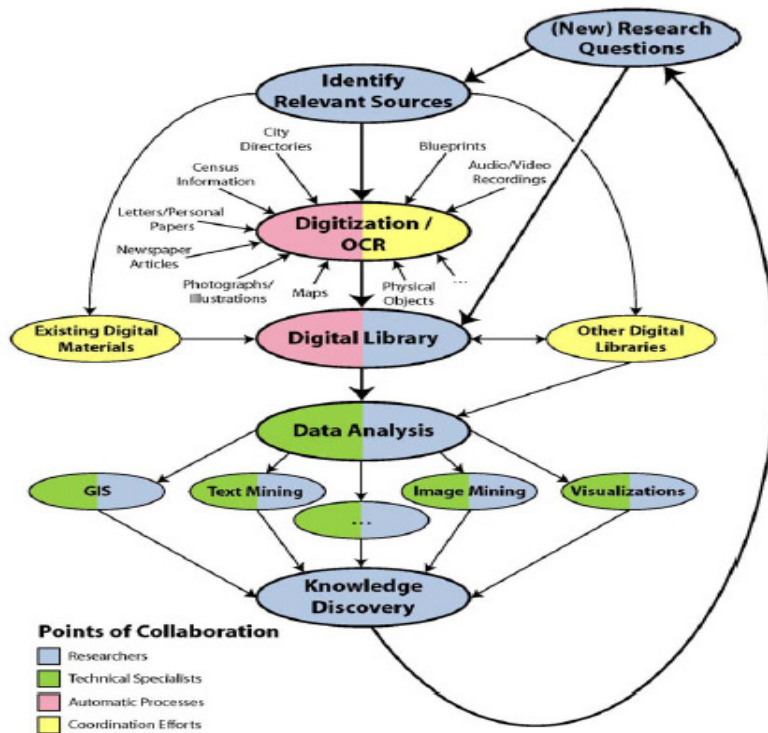 (New) Research
Questions
Identify
Relevant Sources
City
Directories
Blueprints
Census
Information
Audio/Video
Recordings
Letters/Personal
Papers
Digitization /
OCR
Newspaper
Articles
Photographs/
Illustrations
Maps
Physical
Objects
...
Existing Digital
Materials
Digital Library
Other Digital
Libraries
Data Analysis
GIS
Text Mining
...
Image Mining
Visualizations
Knowledge
Discovery
Points of Collaboration
Researchers
Technical Specialists
Automatic Processes
Coordination Efforts